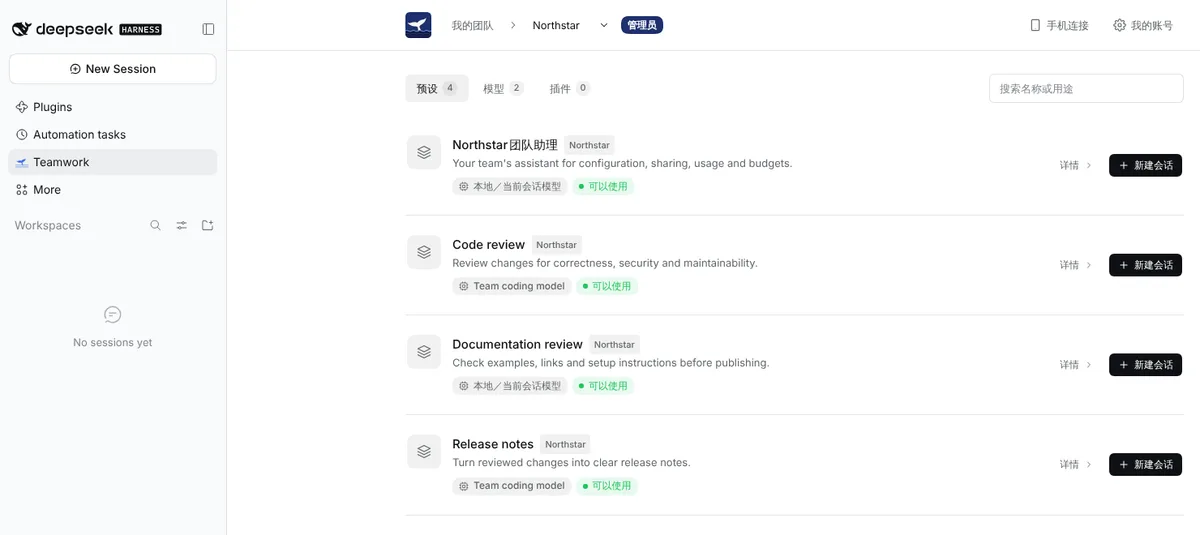 deepseek HARNESS
New Session
Plugins
Automation tasks
Teamwork
More
Workspaces
No sessions yet
我的团队 Northstar 管理员 手机连接 我的账号
预设 4 模型 2 插件 0 搜索名称或用途
Northstar团队助理 Northstar
Your team's assistant for configuration, sharing, usage and budgets.
本地／当前会话模型 可以使用
详情 新建会话
Code review Northstar
Review changes for correctness, security and maintainability.
Team coding model 可以使用
详情 新建会话
Documentation review Northstar
Check examples, links and setup instructions before publishing.
本地／当前会话模型 可以使用
详情 新建会话
Release notes Northstar
Turn reviewed changes into clear release notes.
Team coding model 可以使用
详情 新建会话